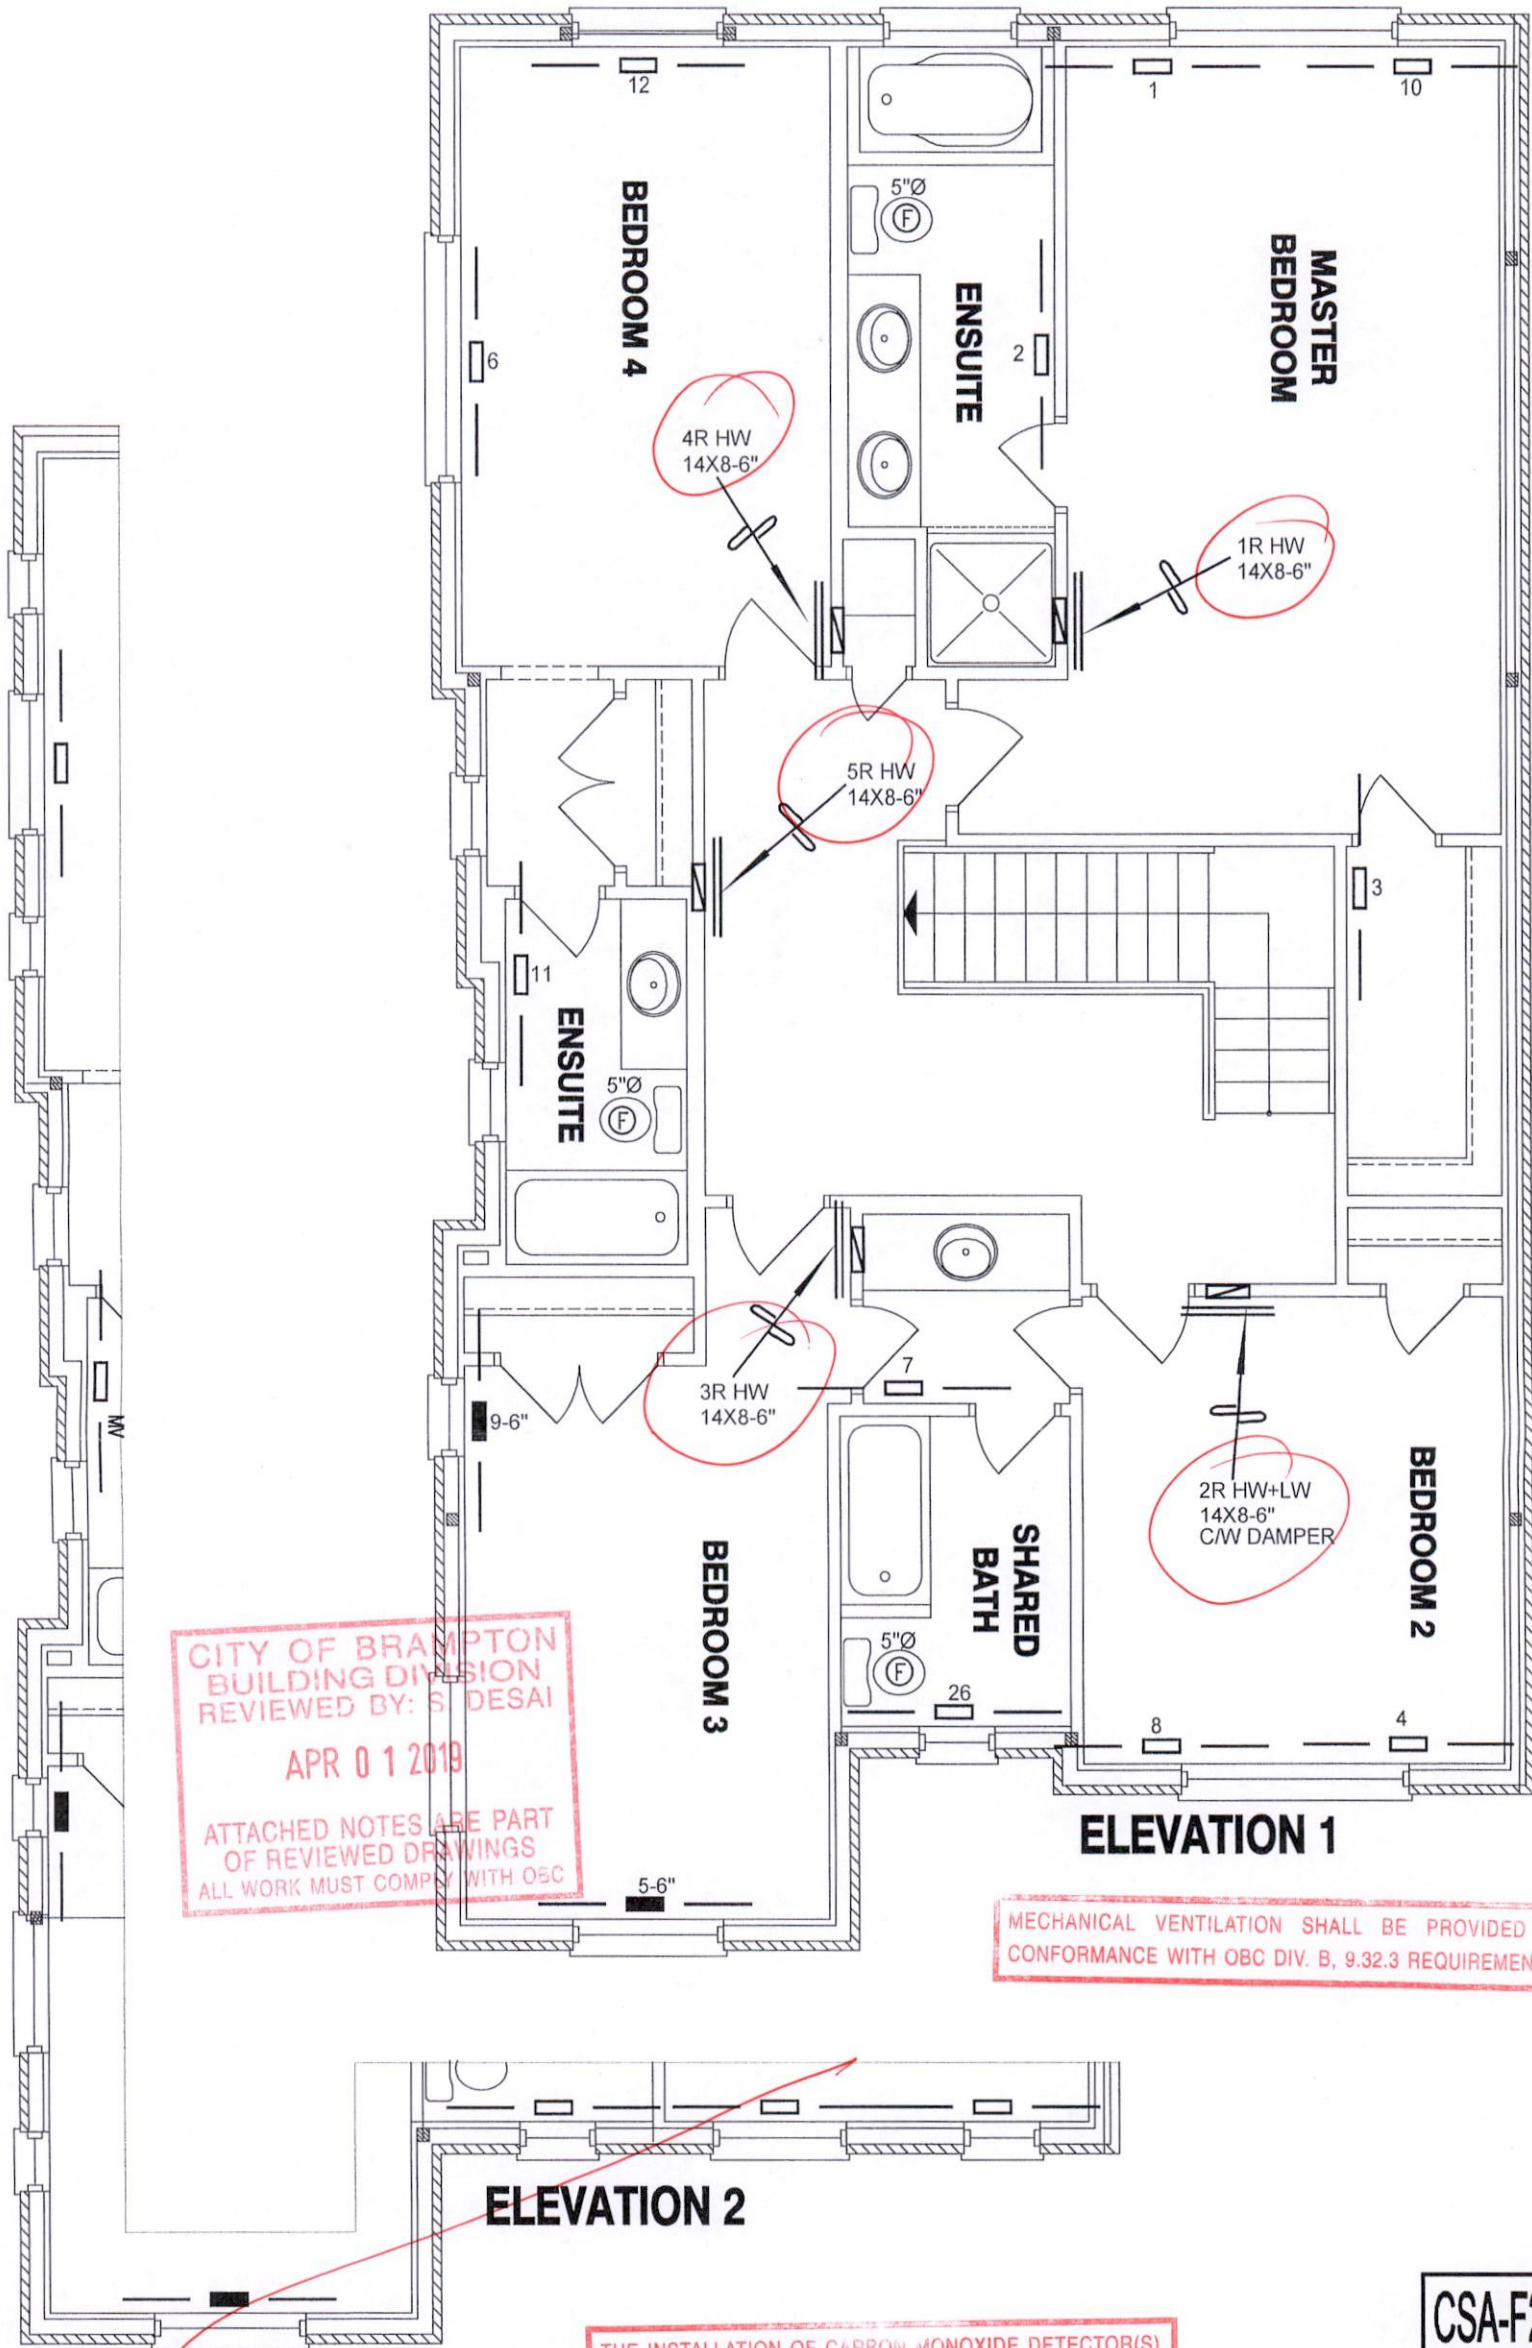 12
1
10
BEDROOM 4
5"Ø
F
ENSUITE
MASTER
BEDROOM
6
2
4R HW
14X8-6"
1R HW
14X8-6"
5R HW
14X8-6"
3
11
ENSUITE
5"Ø
F
3R HW
14X8-6"
7
9-6"
MV
2R HW+LW
14X8-6"
C/W DAMPER
BEDROOM 2
BEDROOM 3
SHARED
BATH
5"Ø
F
26
8
4
CITY OF BRAMPTON
BUILDING DIVISION
REVIEWED BY: S. DESAI
APR 0 1 2019
ATTACHED NOTES ARE PART
OF REVIEWED DRAWINGS
ALL WORK MUST COMPLY WITH OBC
5-6"
ELEVATION 1
MECHANICAL VENTILATION SHALL BE PROVIDED
CONFORMANCE WITH OBC DIV. B, 9.32.3
ELEVATION 2
THE INSTALLATION OF CARBON MONOXIDE DETECTOR(S)